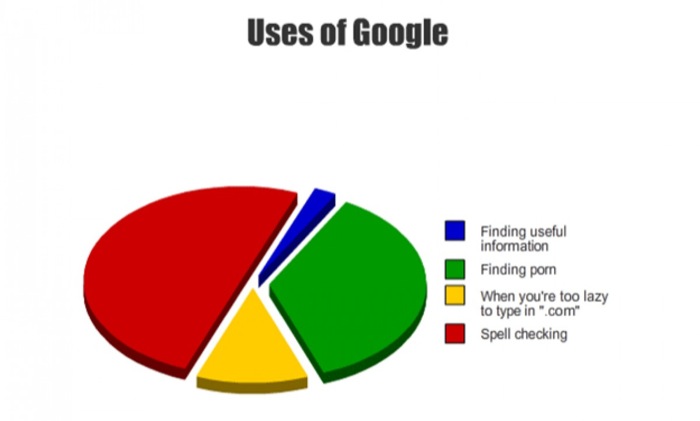 Uses of Google
Finding useful
information
Finding porn
When you're too lazy
to type in ".com"
Spell checking